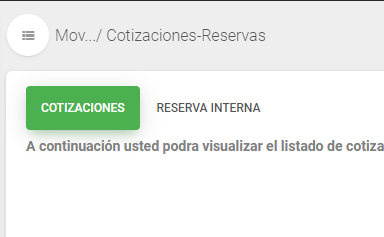 Mov.../ Cotizaciones-Reservas
COTIZACIONES RESERVA INTERNA
A continuación usted podra visualizar el listado de cotiza